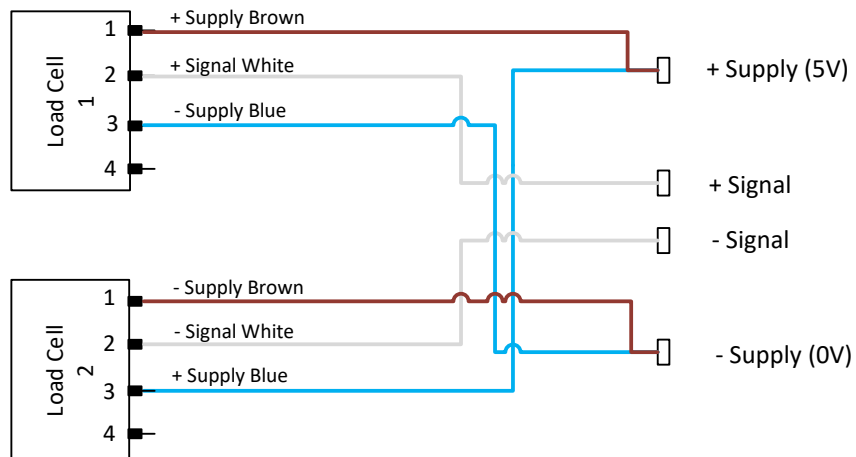 Load Cell
1
1
+ Supply Brown
2
+ Signal White
3
- Supply Blue
4
+ Supply (5V)
+ Signal
- Signal
Load Cell
2
1
- Supply Brown
2
- Signal White
3
+ Supply Blue
4
- Supply (0V)